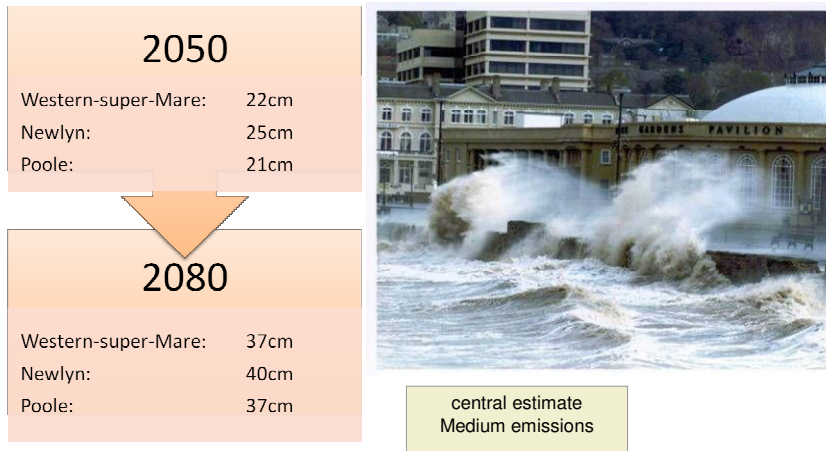 2050
Western-super-Mare: 22cm
Newlyn: 25cm
Poole: 21cm
2080
Western-super-Mare: 37cm
Newlyn: 40cm
Poole: 37cm
GARDENS PAVILION
central estimate
Medium emissions